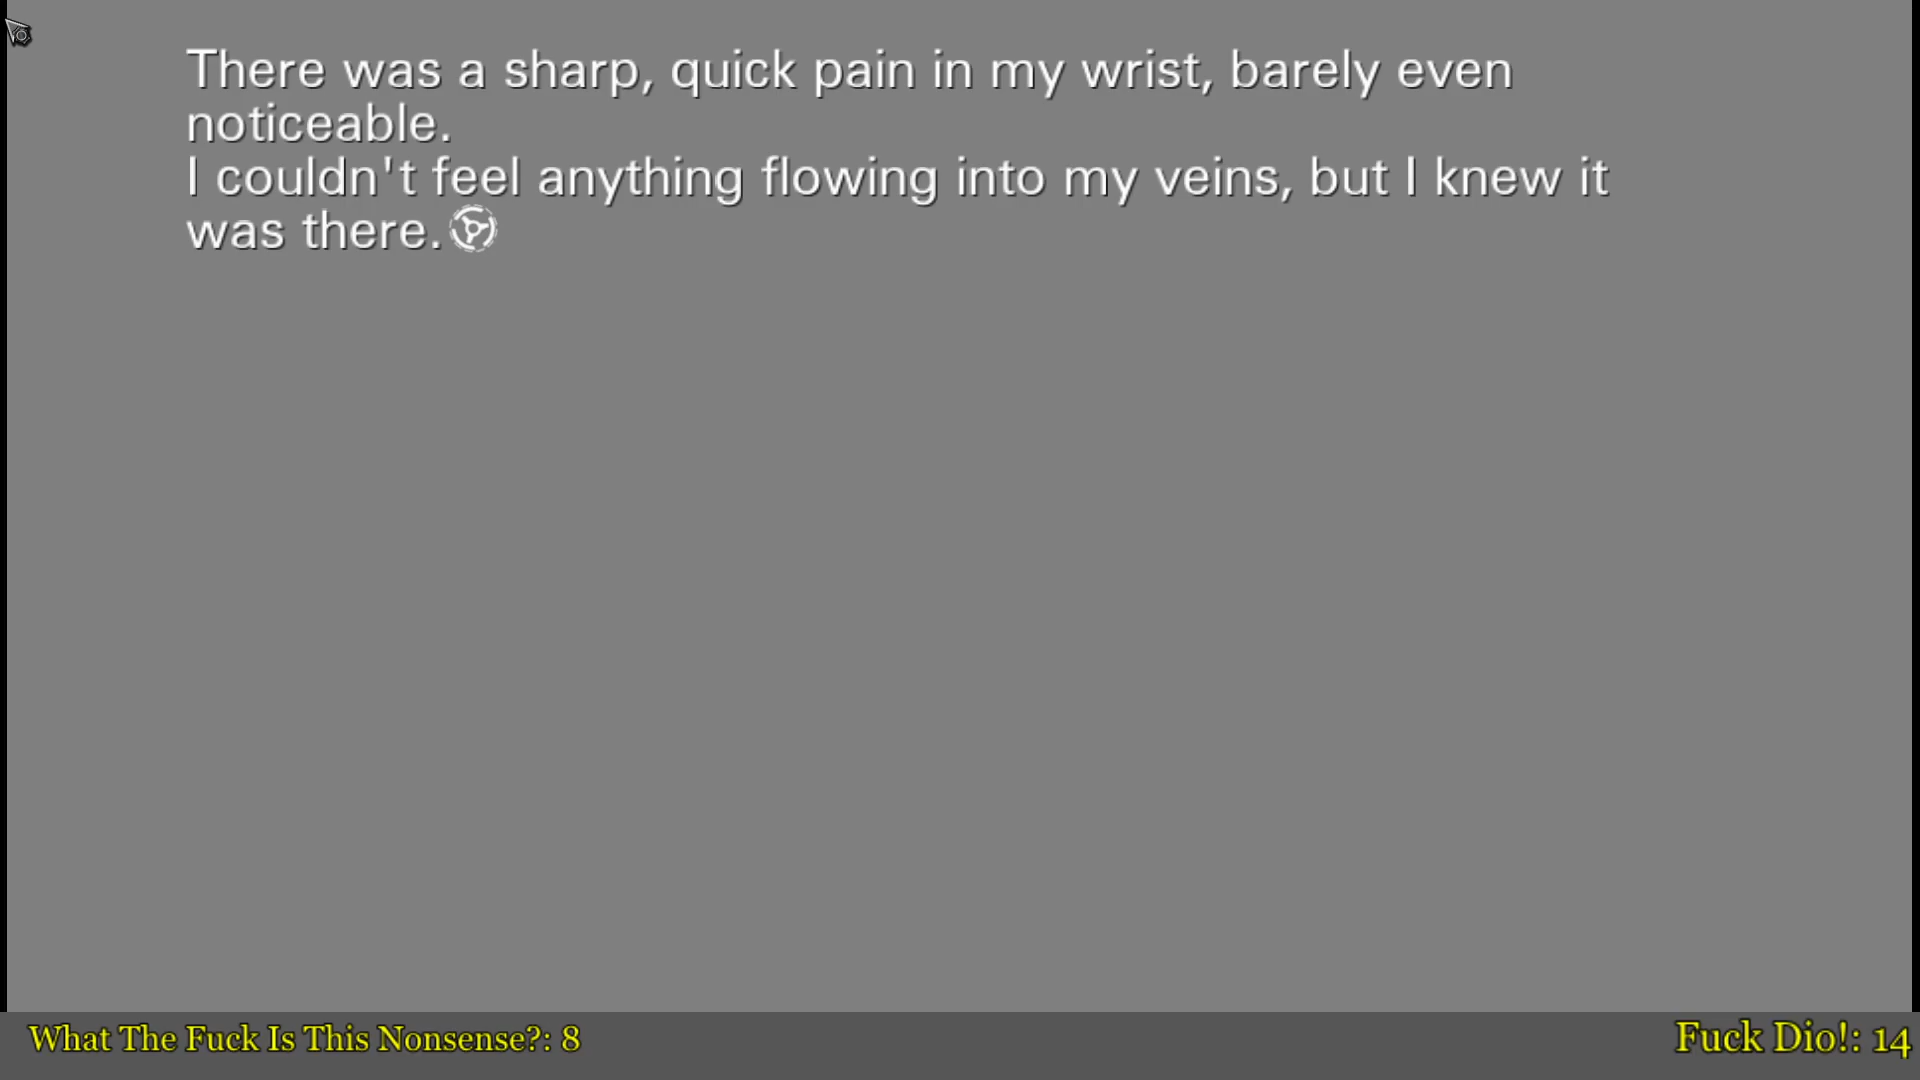 There was a sharp, quick pain in my wrist, barely even
noticeable.
I couldn't feel anything flowing into my veins, but I knew it
was there.
What The Fuck Is This Nonsense?: 8
Fuck Dio!: 14